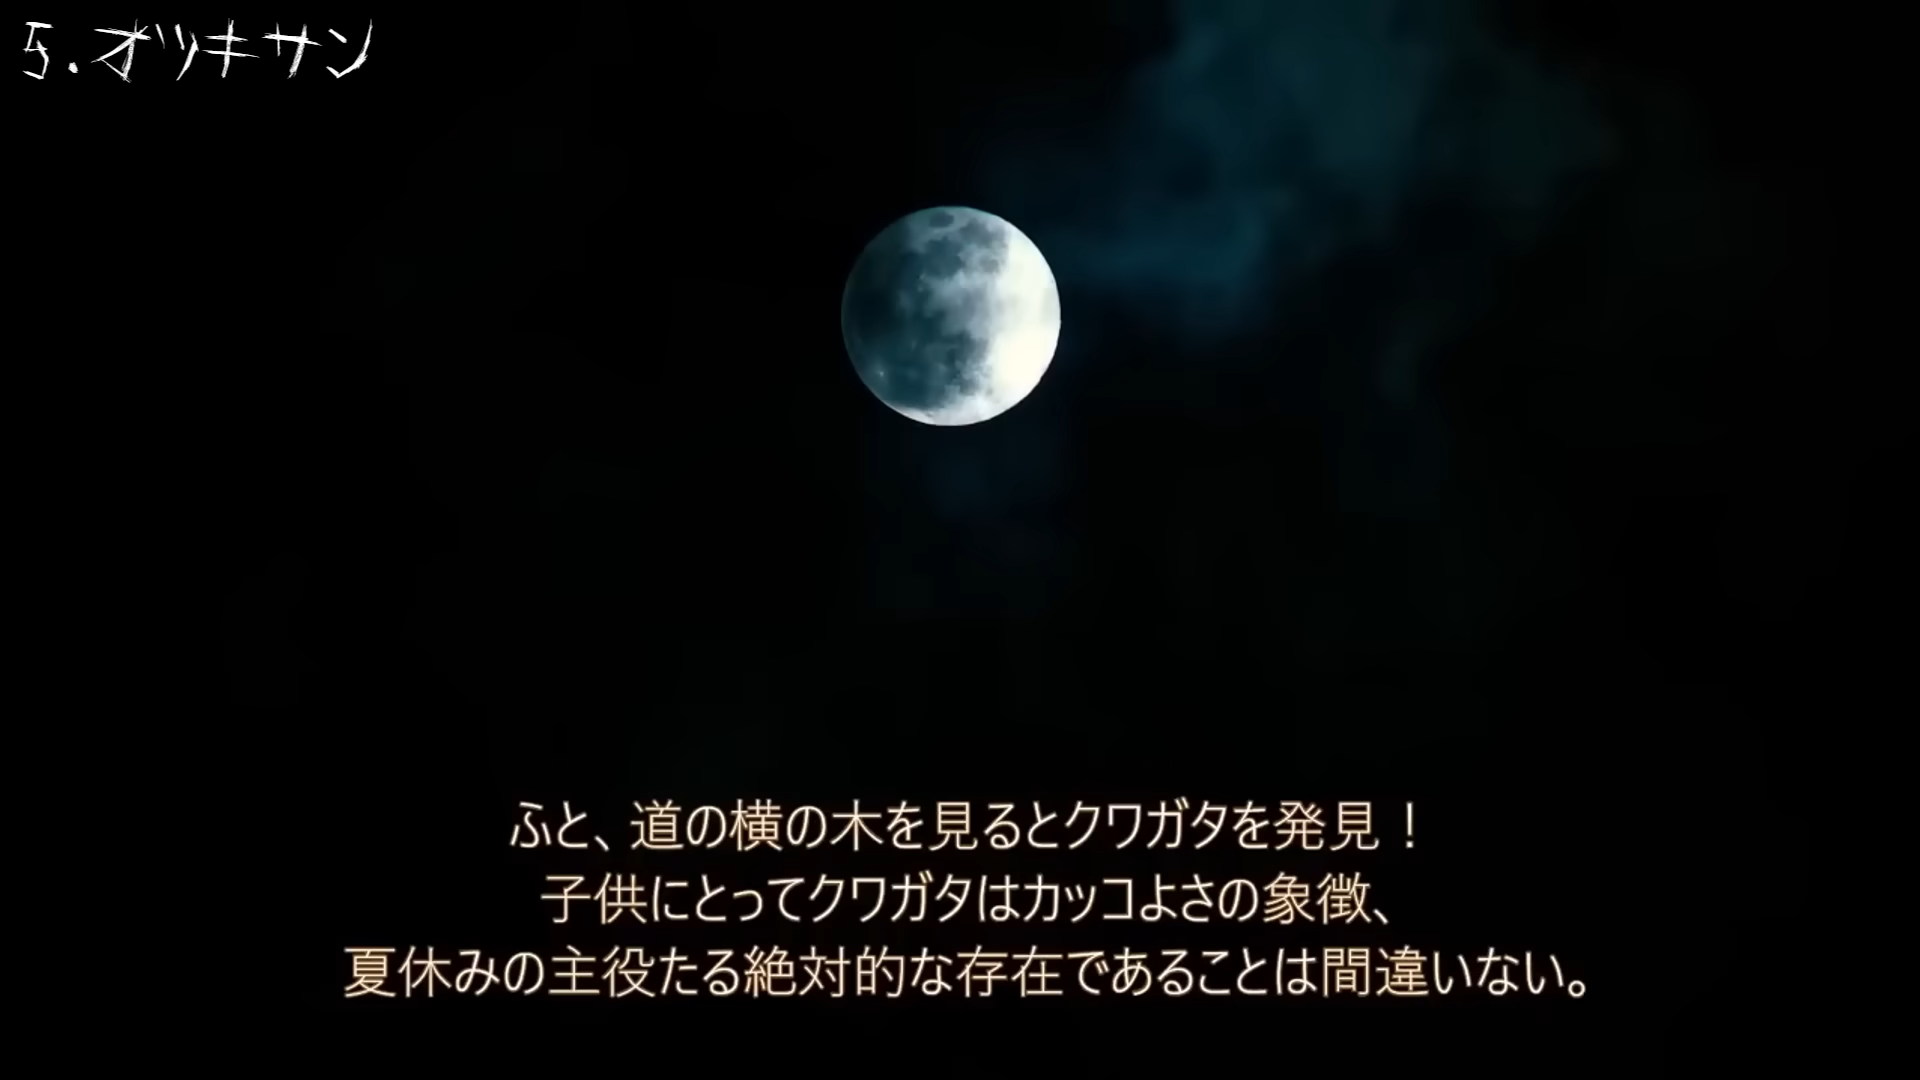 5.オツキサン
ふと、道の横の木を見るとクワガタを発見！
子供にとってクワガタはカッコよさの象徴、
夏休みの主役たる絶対的な存在であることは間違いない。